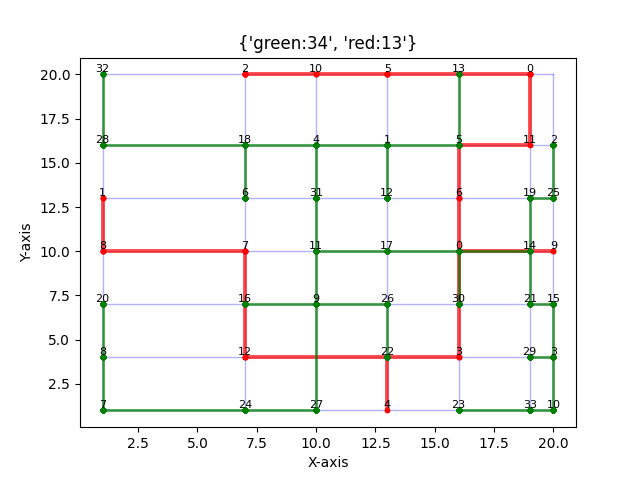 {'green:34', 'red:13'}
20.0
17.5
15.0
12.5
10.0
7.5
5.0
2.5
Y-axis
32 2 10 5 13 0
28 18 4 1 5 11 2
1 6 31 12 6 19 25
8 7 11 17 0 14 9
20 16 9 26 30 21 15
8 12 22 3 29 3
7 24 27 4 23 33 10
2.5 5.0 7.5 10.0 12.5 15.0 17.5 20.0
X-axis